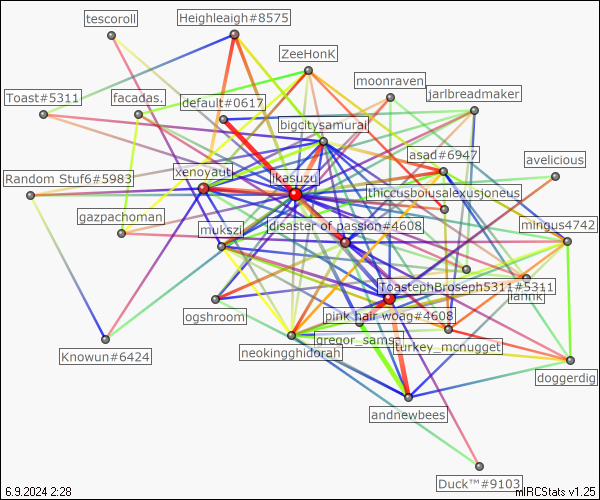 tescoroll
Heighleaigh#8575
ZeeHonK
moonraven
jarlbreadmaker
Toast#5311
facadas.
default#0617
bigcitysamurai
asad#6947
avelicious
xenoyaut
jkasuzu
Random Stuf6#5983
thiccusboiusalexusjoneus
gazpachoman
mukszi
disaster of passion#4608
mingus4742
ToastephBroseph5311#5311
ogshroom
pink hair woag#4608
gregor_samsa
turkey_mcnugget
Knowun#6424
neokingghidorah
doggerdig
andnewbees
Duck™#9103
6.9.2024 2:28
mIRCStats v1.25